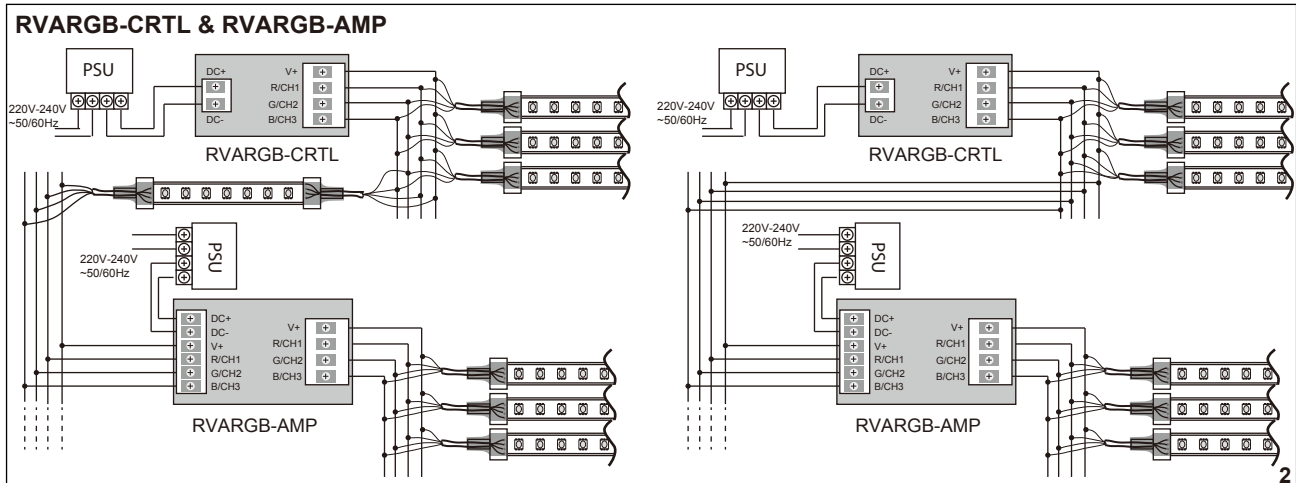 RVARGB-CRTL & RVARGB-AMP
PSU
220V-240V
~50/60Hz
DC+
DC-
V+
R/CH1
G/CH2
B/CH3
RVARGB-CRTL
220V-240V
~50/60Hz
PSU
DC+
DC-
V+
R/CH1
G/CH2
B/CH3
V+
R/CH1
G/CH2
B/CH3
RVARGB-AMP
PSU
220V-240V
~50/60Hz
DC+
DC-
V+
R/CH1
G/CH2
B/CH3
RVARGB-CRTL
220V-240V
~50/60Hz
PSU
DC+
DC-
V+
R/CH1
G/CH2
B/CH3
V+
R/CH1
G/CH2
B/CH3
RVARGB-AMP
2